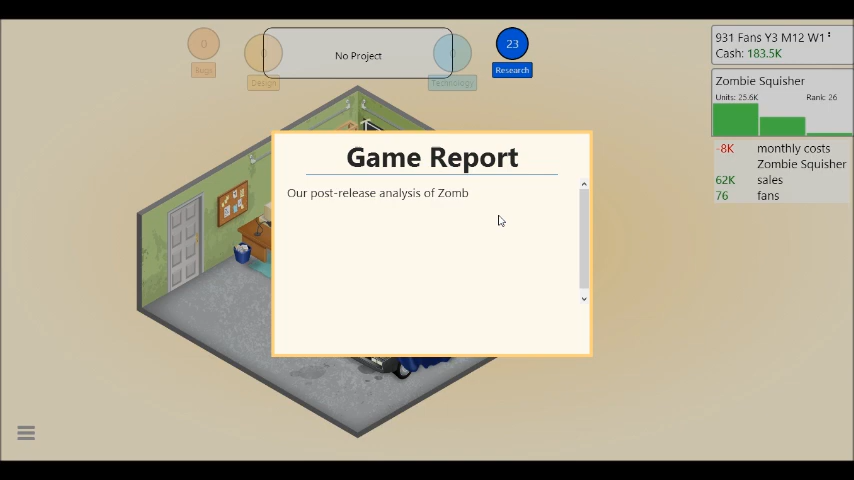 0
Bugs
0
Design
No Project
0
Technology
23
Research
931 Fans Y3 M12 W1
Cash: 183.5K
Zombie Squisher
Units: 25.6K Rank: 26
-8K monthly costs
Zombie Squisher
62K sales
76 fans
Game Report
Our post-release analysis of Zomb